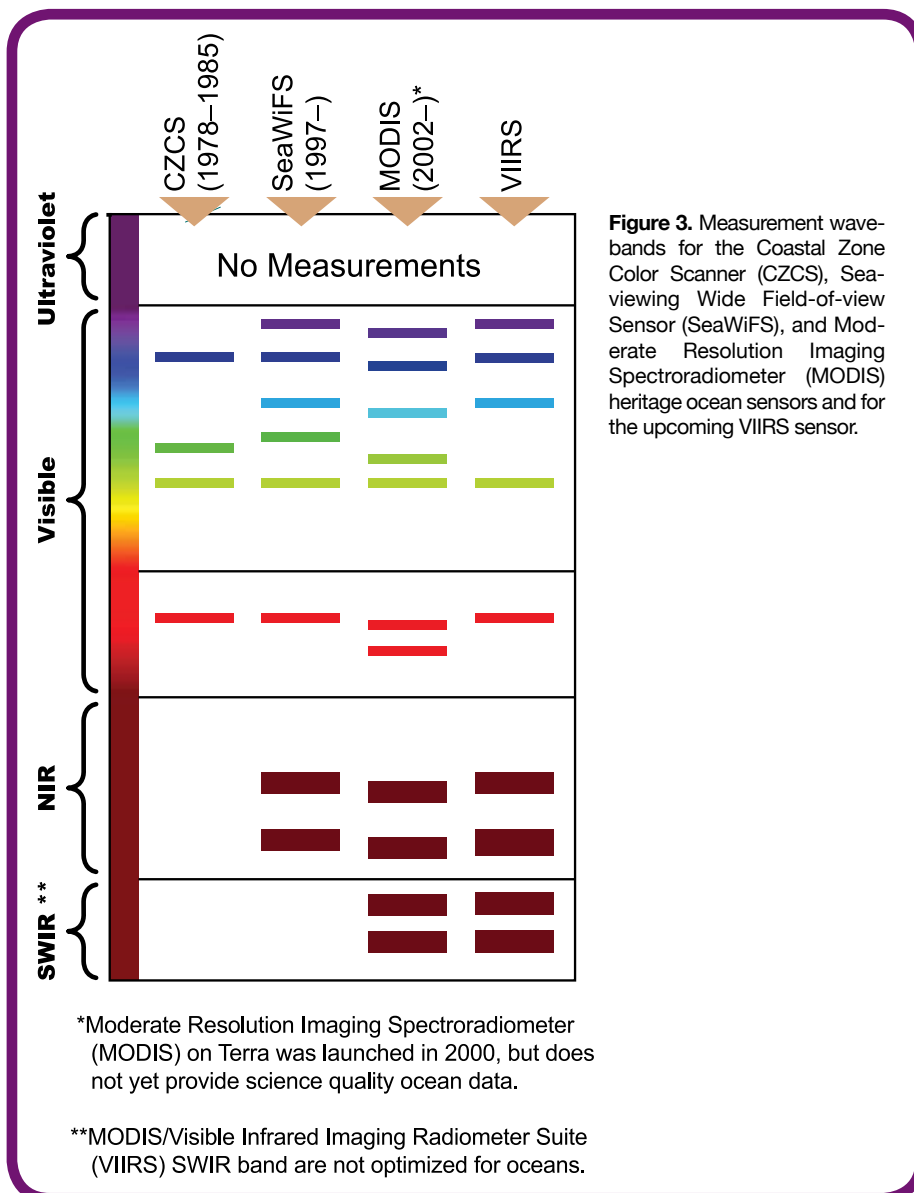 CZCS
(1978–1985)
SeaWiFS
(1997–)
MODIS
(2002–)*
VIIRS
Ultraviolet
No Measurements
Visible
NIR
SWIR **
Figure 3. Measurement wave-
bands for the Coastal Zone
Color Scanner (CZCS), Sea-
viewing Wide Field-of-view
Sensor (SeaWiFS), and Mod-
erate Resolution Imaging
Spectroradiometer (MODIS)
heritage ocean sensors and for
the upcoming VIIRS sensor.
*Moderate Resolution Imaging Spectroradiometer
(MODIS) on Terra was launched in 2000, but does
not yet provide science quality ocean data.
**MODIS/Visible Infrared Imaging Radiometer Suite
(VIIRS) SWIR band are not optimized for oceans.